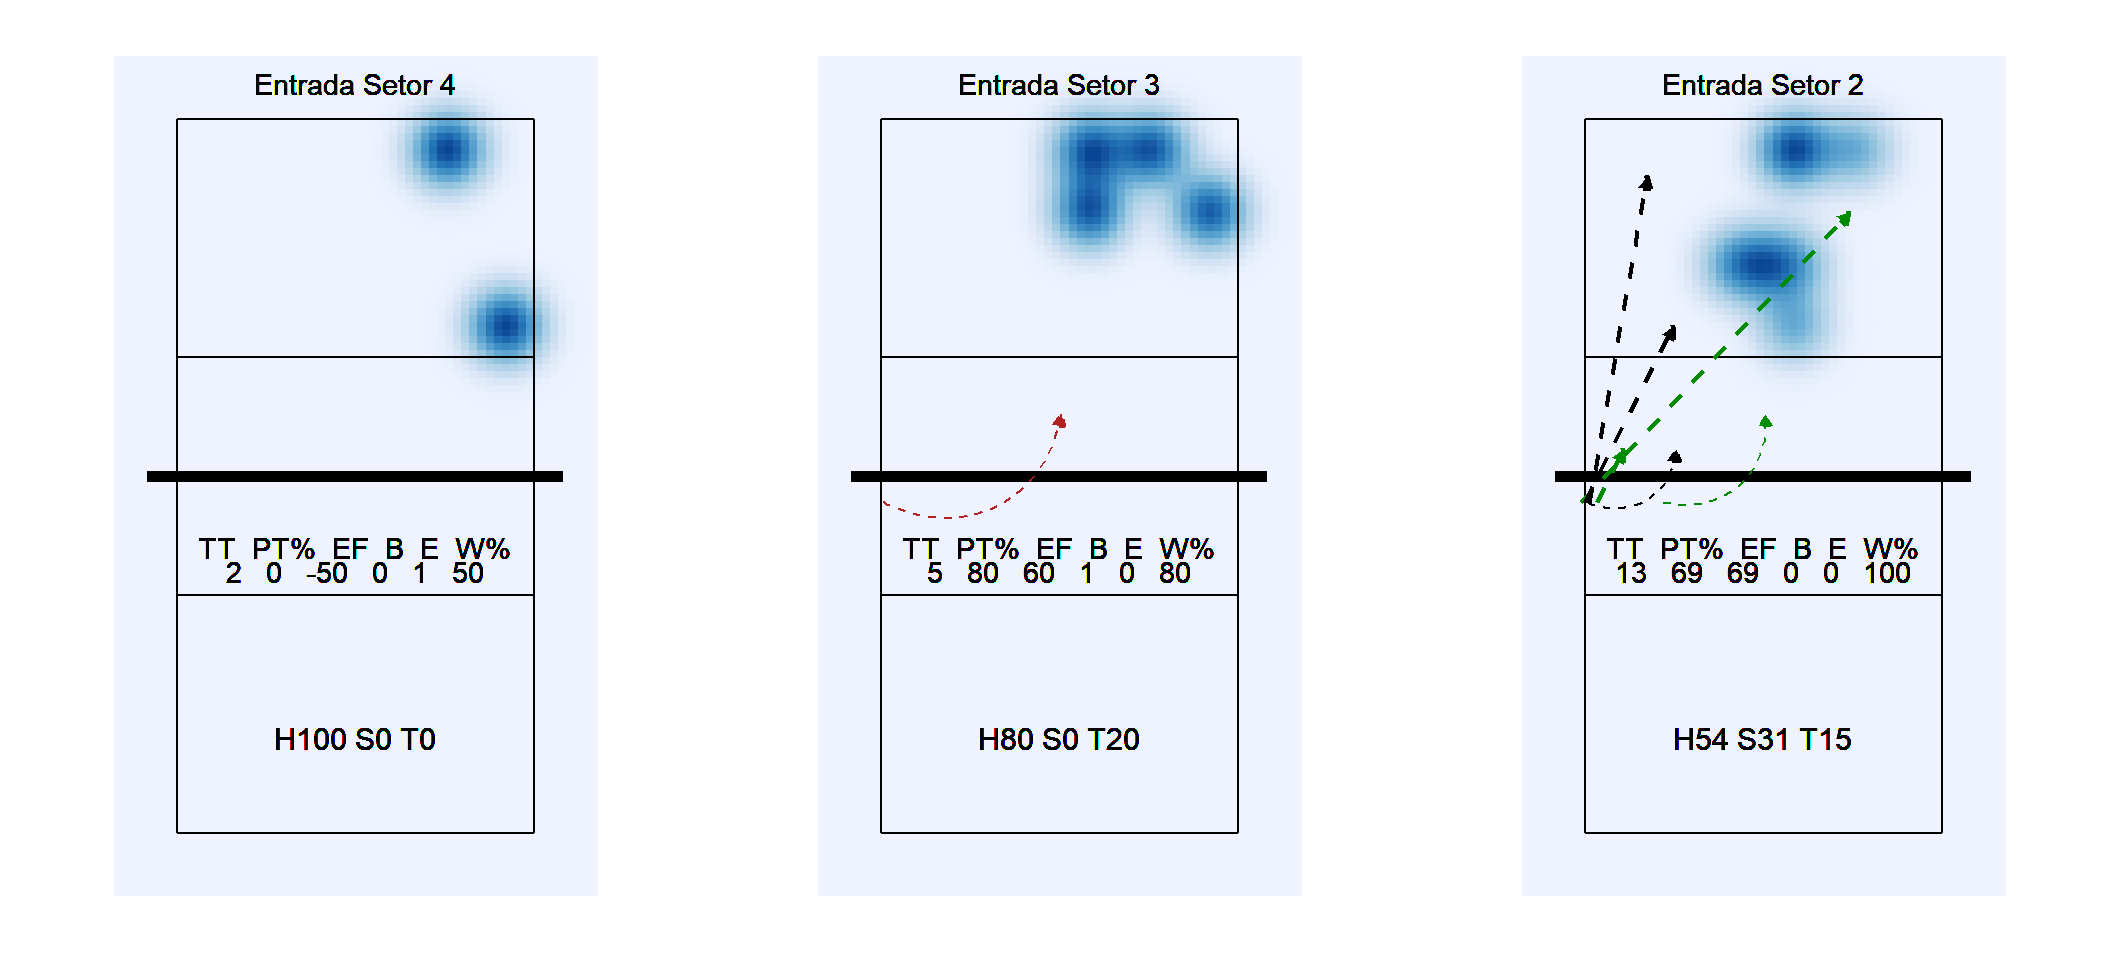 Entrada Setor 4
TT PT% EF B E W%
2 0 -50 0 1 50
H100 S0 T0
Entrada Setor 3
TT PT% EF B E W%
5 80 60 1 0 80
H80 S0 T20
Entrada Setor 2
TT PT% EF B E W%
13 69 69 0 0 100
H54 S31 T15